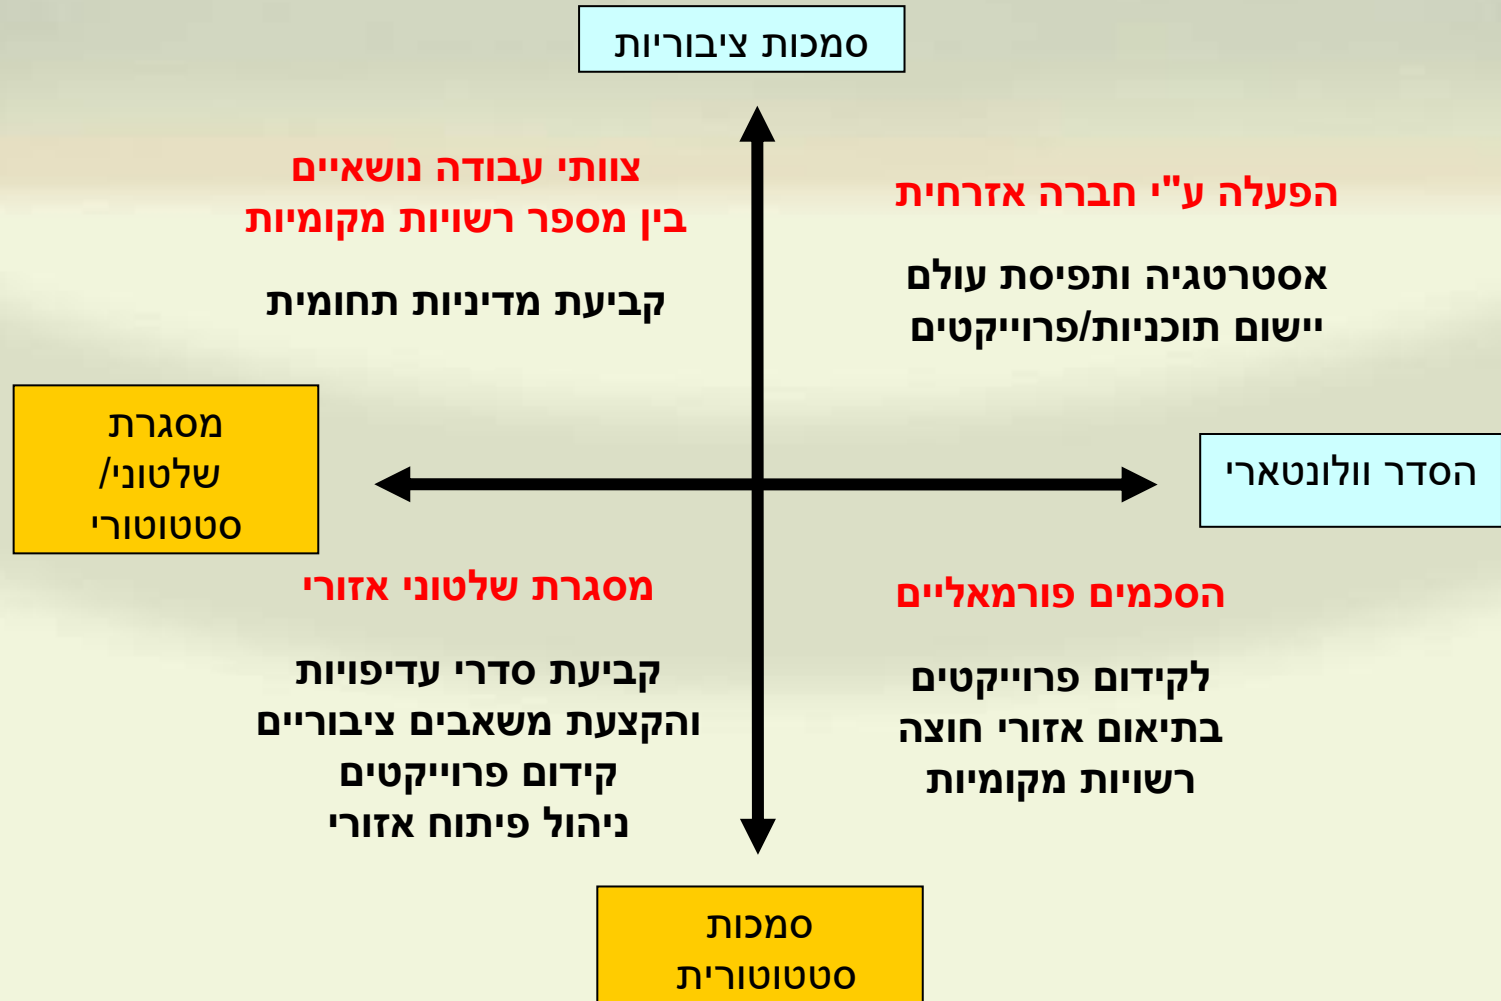 סמכות ציבוריות
הפעלה ע"י חברה אזרחית
אסטרטגיה ותפיסת עולם
יישום תוכניות/פרוייקטים
צוותי עבודה נושאיים
בין מספר רשויות מקומיות
קביעת מדיניות תחומית
הסדר וולונטארי
מסגרת
שלטוני/
סטטוטורי
הסכמים פורמאליים
לקידום פרוייקטים
בתיאום אזורי חוצה
רשויות מקומיות
מסגרת שלטוני אזורי
קביעת סדרי עדיפויות
והקצעת משאבים ציבוריים
קידום פרוייקטים
ניהול פיתוח אזורי
סמכות
סטטוטורית